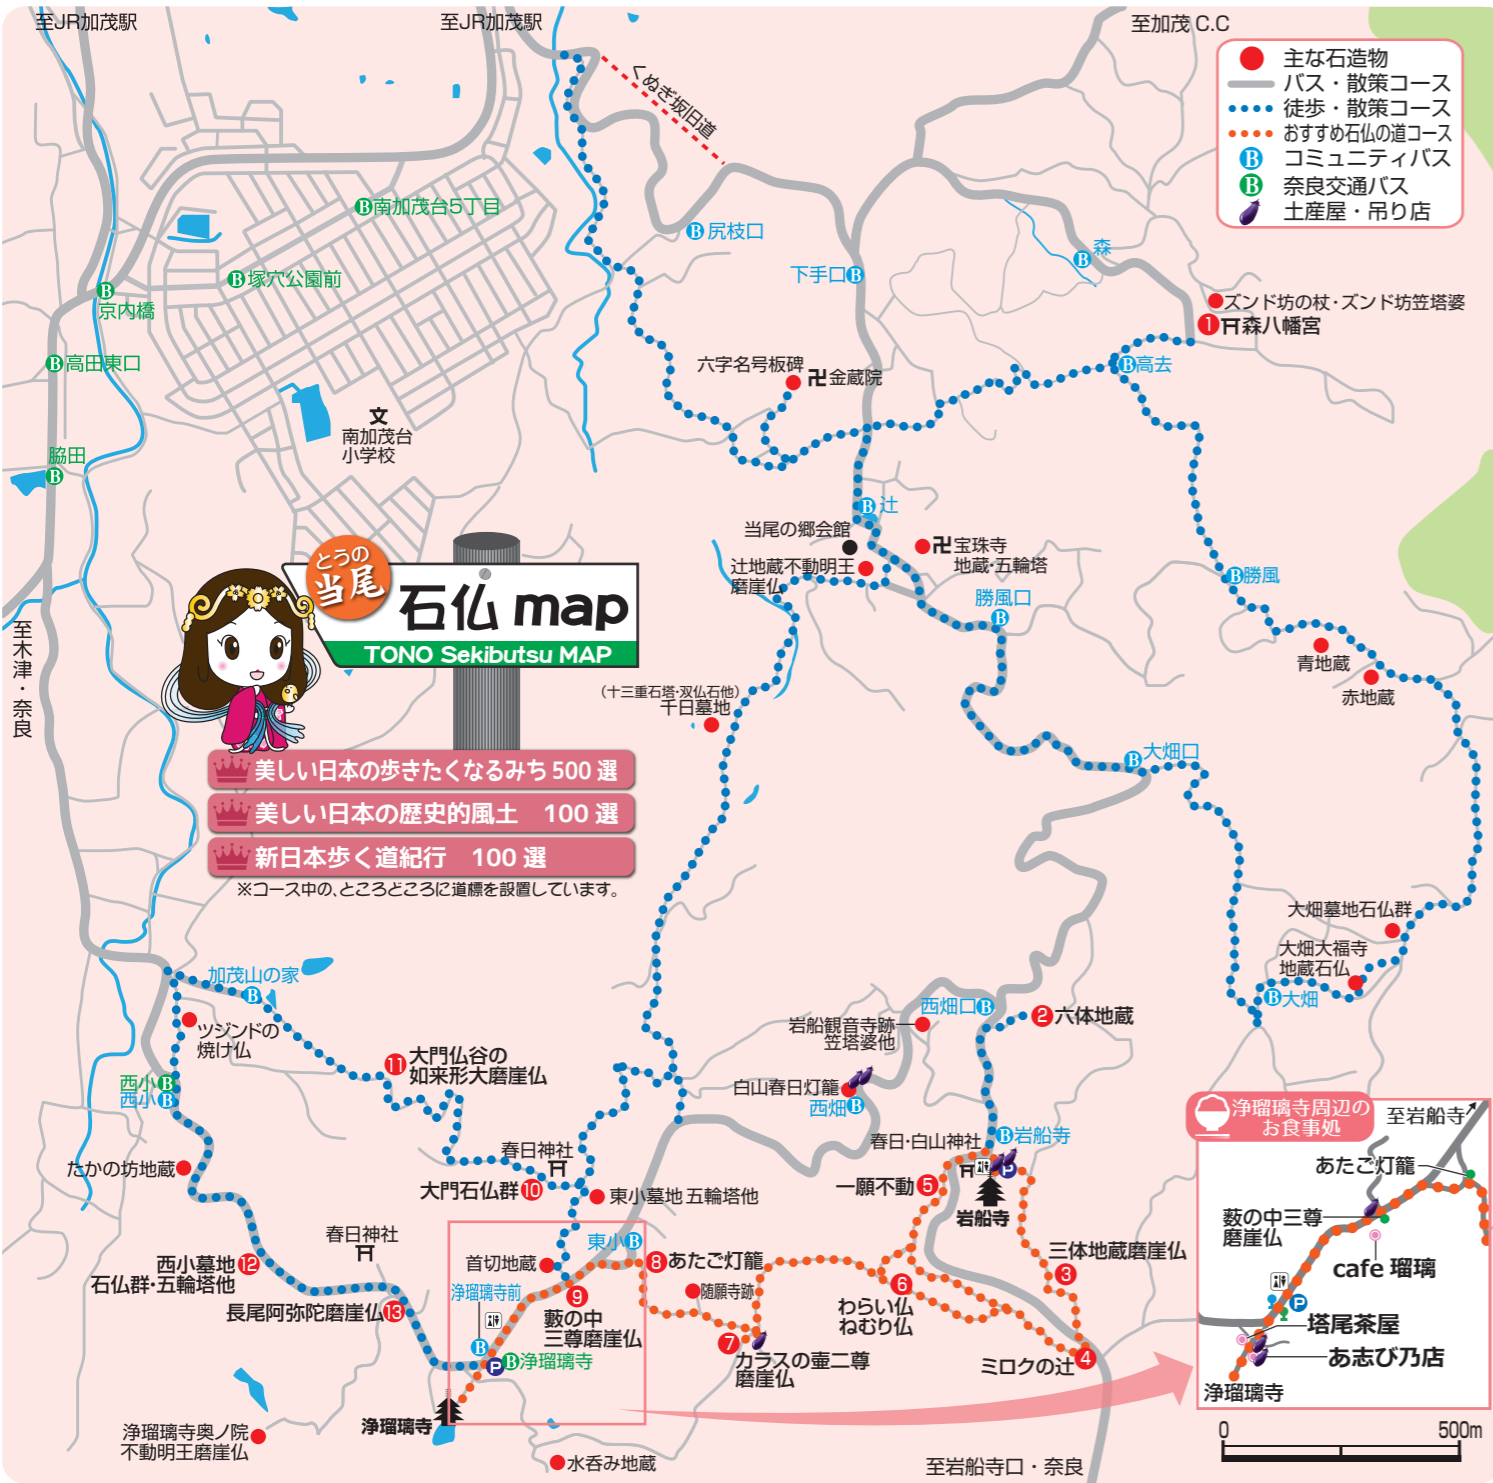 至JR加茂駅
至JR加茂駅
至加茂C.C
主な石造物
バス・散策コース
徒歩・散策コース
おすすめ石仏の道コース
B コミュニティバス
B 奈良交通バス
土産屋・吊り店
くぬぎ坂旧道
B 南加茂台5丁目
B 尻枝口
下手口 B
森
B
B 塚穴公園前
B
京内橋
ズンド坊の杖・ズンド坊笠塔婆
1 森八幡宮
B 高田東口
六字名号板碑
卍 金蔵院
B 高去
文
南加茂台
小学校
脇田
B
B 辻
当尾の郷会館
卍 宝珠寺
地蔵・五輪塔
辻地蔵不動明王
磨崖仏
B 勝風
勝風口
B
とうの
当尾
石仏 map
TONO Sekibutsu MAP
至木津・奈良
青地蔵
赤地蔵
(十三重石塔・双仏石他)
千日墓地
B 大畑口
美しい日本の歩きたくなるみち500選
美しい日本の歴史的風土 100選
新日本歩く道紀行 100選
※コース中の、ところどころに道標を設置しています。
大畑墓地石仏群
大畑大福寺
地蔵石仏
B 大畑
加茂山の家
B
西畑口 B
2 六体地蔵
岩船観音寺跡
笠塔婆他
ツジンドの
焼け仏
11 大門仏谷の
如来形大磨崖仏
西小 B
西小 B
白山春日灯籠
西畑 B
春日・白山神社
B 岩船寺
P
岩船寺
春日神社
たかの坊地蔵
大門石仏群 10
東小墓地 五輪塔他
一願不動 5
春日神社
東小 B
三体地蔵磨崖仏
3
西小墓地 12
石仏群・五輪塔他
首切地蔵
8 あたご灯籠
浄瑠璃寺前
B
随願寺跡
6
わらい仏
ねむり仏
長尾阿弥陀磨崖仏 13
9
藪の中
三尊磨崖仏
7
カラスの壷二尊
磨崖仏
ミロクの辻 4
P B 浄瑠璃寺
浄瑠璃寺
浄瑠璃寺奥ノ院
不動明王磨崖仏
水呑み地蔵
至岩船寺口・奈良
浄瑠璃寺周辺の
お食事処
至岩船寺
あたご灯籠
藪の中三尊
磨崖仏
cafe 瑠璃
P
塔尾茶屋
あ志び乃店
浄瑠璃寺
0 500m